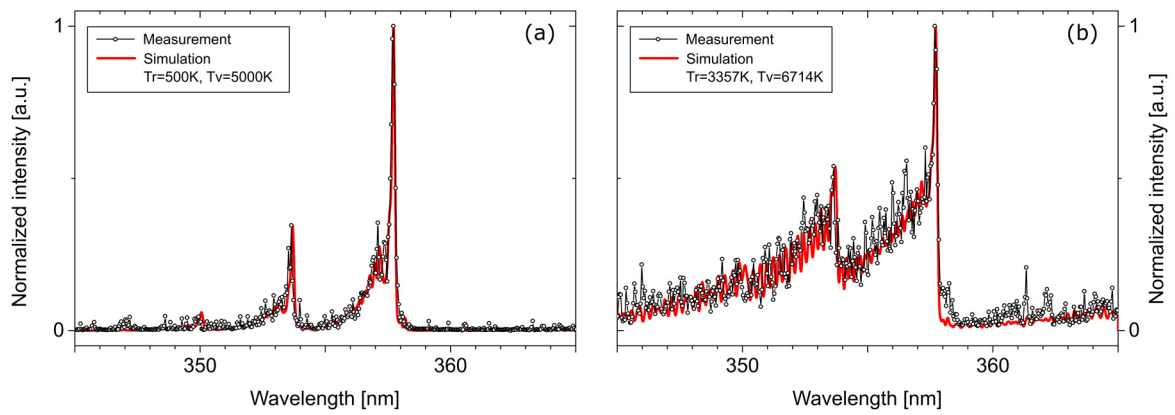 1
0
Normalized intensity [a.u.]
350
360
Wavelength [nm]
Measurement
Simulation
Tr=500K, Tv=5000K
(a)
Measurement
Simulation
Tr=3357K, Tv=6714K
(b)
350
360
Wavelength [nm]
1
0
Normalized intensity [a.u.]